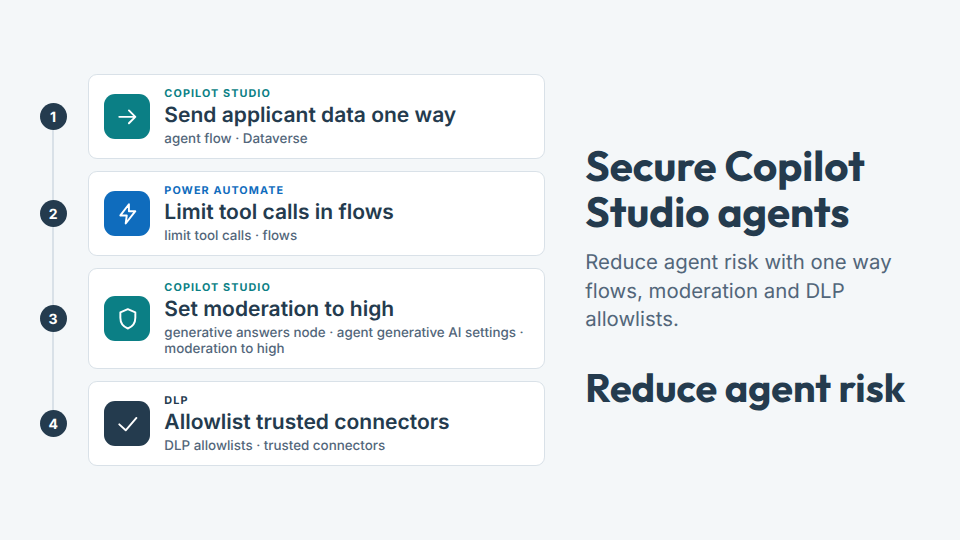 1
COPILOT STUDIO
Send applicant data one way
agent flow · Dataverse
2
POWER AUTOMATE
Limit tool calls in flows
limit tool calls · flows
3
COPILOT STUDIO
Set moderation to high
generative answers node · agent generative AI settings ·
moderation to high
4
DLP
Allowlist trusted connectors
DLP allowlists · trusted connectors
Secure Copilot
Studio agents
Reduce agent risk with one way
flows, moderation and DLP
allowlists.
Reduce agent risk